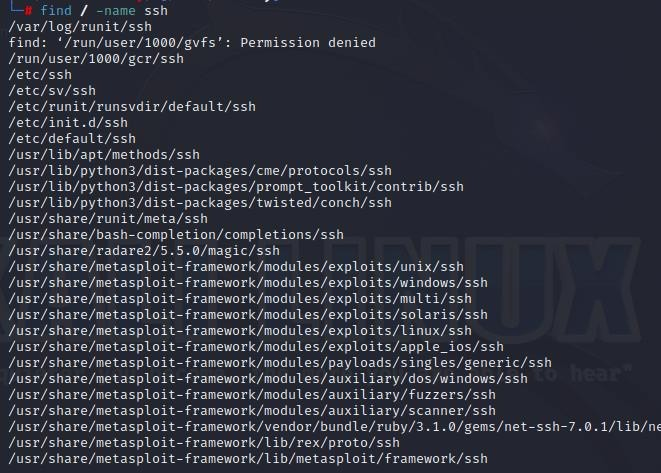 └─# find / -name ssh
/var/log/runit/ssh
find: ‘/run/user/1000/gvfs’: Permission denied
/run/user/1000/gcr/ssh
/etc/ssh
/etc/sv/ssh
/etc/runit/runsvdir/default/ssh
/etc/init.d/ssh
/etc/default/ssh
/usr/lib/apt/methods/ssh
/usr/lib/python3/dist-packages/cme/protocols/ssh
/usr/lib/python3/dist-packages/prompt_toolkit/contrib/ssh
/usr/lib/python3/dist-packages/twisted/conch/ssh
/usr/share/runit/meta/ssh
/usr/share/bash-completion/completions/ssh
/usr/share/radare2/5.5.0/magic/ssh
/usr/share/metasploit-framework/modules/exploits/unix/ssh
/usr/share/metasploit-framework/modules/exploits/windows/ssh
/usr/share/metasploit-framework/modules/exploits/multi/ssh
/usr/share/metasploit-framework/modules/exploits/solaris/ssh
/usr/share/metasploit-framework/modules/exploits/linux/ssh
/usr/share/metasploit-framework/modules/exploits/apple_ios/ssh
/usr/share/metasploit-framework/modules/payloads/singles/generic/ssh
/usr/share/metasploit-framework/modules/auxiliary/dos/windows/ssh
/usr/share/metasploit-framework/modules/auxiliary/fuzzers/ssh
/usr/share/metasploit-framework/modules/auxiliary/scanner/ssh
/usr/share/metasploit-framework/vendor/bundle/ruby/3.1.0/gems/net-ssh-7.0.1/lib/ne
/usr/share/metasploit-framework/lib/rex/proto/ssh
/usr/share/metasploit-framework/lib/metasploit/framework/ssh
LINUX
to hear"